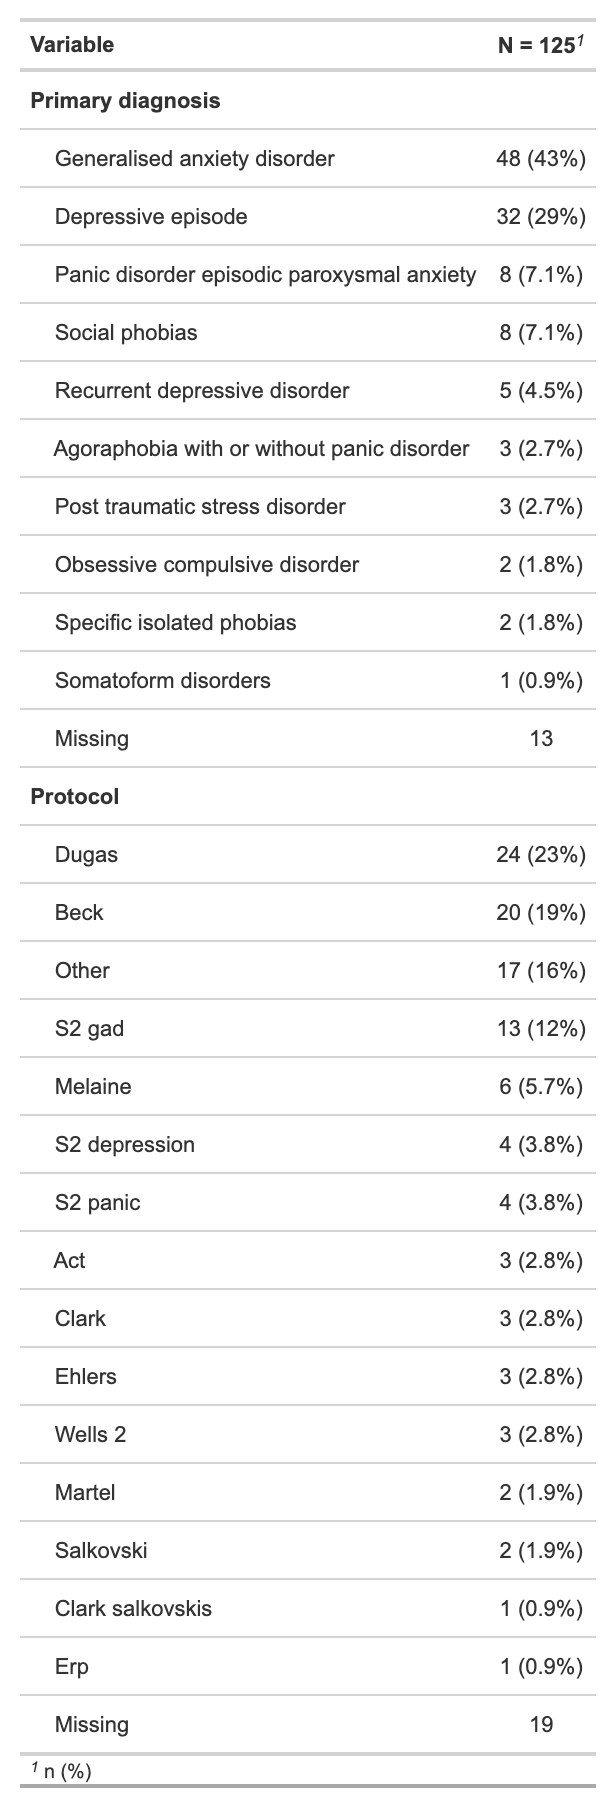 Variable N = 125¹
Primary diagnosis
Generalised anxiety disorder 48 (43%)
Depressive episode 32 (29%)
Panic disorder episodic paroxysmal anxiety 8 (7.1%)
Social phobias 8 (7.1%)
Recurrent depressive disorder 5 (4.5%)
Agoraphobia with or without panic disorder 3 (2.7%)
Post traumatic stress disorder 3 (2.7%)
Obsessive compulsive disorder 2 (1.8%)
Specific isolated phobias 2 (1.8%)
Somatoform disorders 1 (0.9%)
Missing 13
Protocol
Dugas 24 (23%)
Beck 20 (19%)
Other 17 (16%)
S2 gad 13 (12%)
Melaine 6 (5.7%)
S2 depression 4 (3.8%)
S2 panic 4 (3.8%)
Act 3 (2.8%)
Clark 3 (2.8%)
Ehlers 3 (2.8%)
Wells 2 3 (2.8%)
Martel 2 (1.9%)
Salkovski 2 (1.9%)
Clark salkovskis 1 (0.9%)
Erp 1 (0.9%)
Missing 19
¹ n (%)